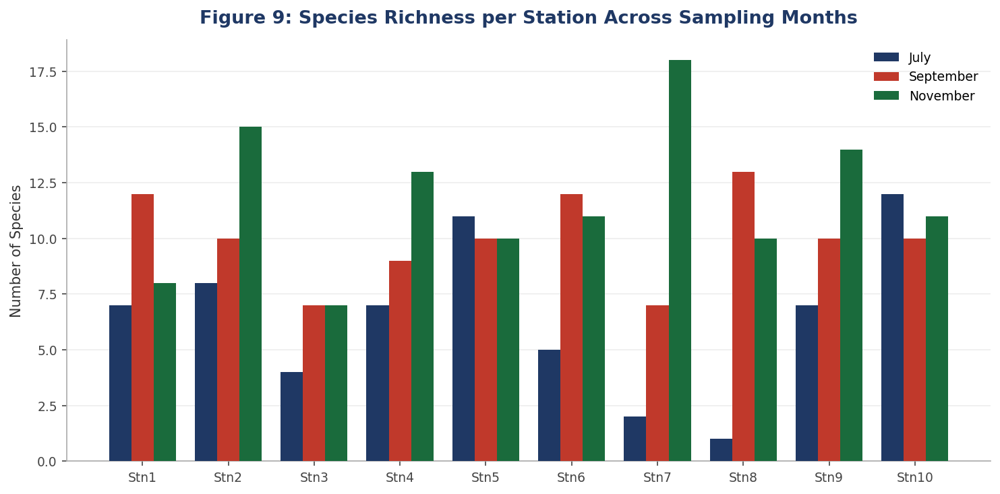 Figure 9: Species Richness per Station Across Sampling Months
July
September
November
Number of Species
17.5
15.0
12.5
10.0
7.5
5.0
2.5
0.0
Stn1 Stn2 Stn3 Stn4 Stn5 Stn6 Stn7 Stn8 Stn9 Stn10